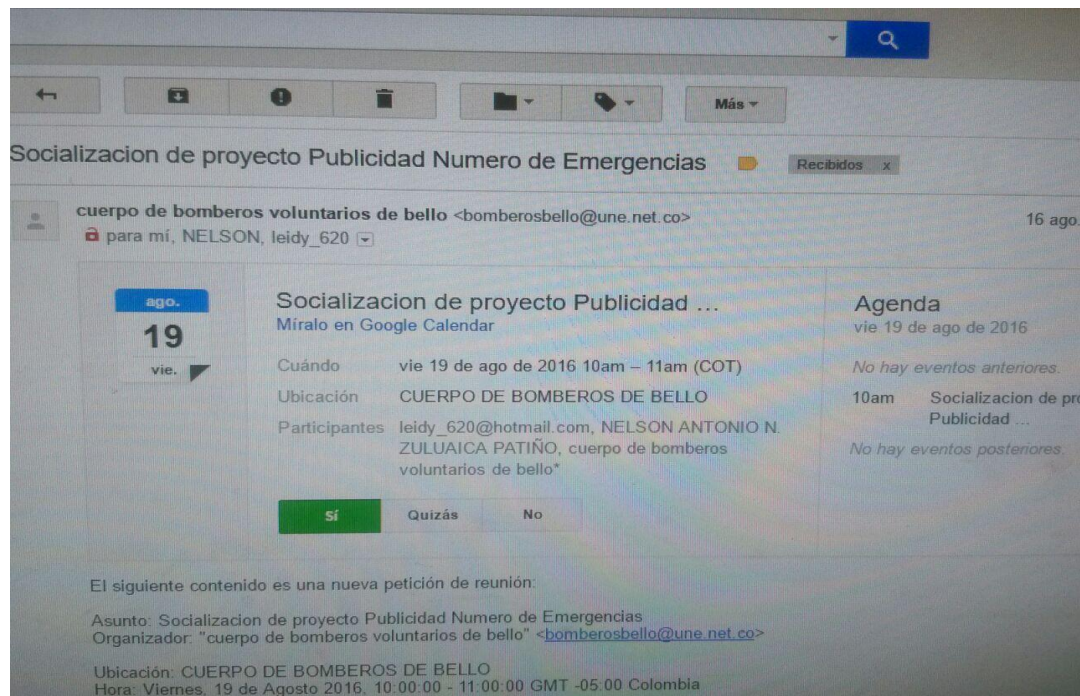 Más
Socializacion de proyecto Publicidad Numero de Emergencias
Recibidos x
cuerpo de bomberos voluntarios de bello <bomberosbello@une.net.co>
16 ago.
para mí, NELSON, leidy_620
ago.
19
vie.
Socializacion de proyecto Publicidad ...
Míralo en Google Calendar
Cuándo vie 19 de ago de 2016 10am – 11am (COT)
Ubicación CUERPO DE BOMBEROS DE BELLO
Participantes leidy_620@hotmail.com, NELSON ANTONIO N.
ZULUAICA PATIÑO, cuerpo de bomberos
voluntarios de bello*
Sí Quizás No
Agenda
vie 19 de ago de 2016
No hay eventos anteriores.
10am Socializacion de pro
Publicidad ...
No hay eventos posteriores.
El siguiente contenido es una nueva petición de reunión:
Asunto: Socializacion de proyecto Publicidad Numero de Emergencias
Organizador: "cuerpo de bomberos voluntarios de bello" <bomberosbello@une.net.co>
Ubicación: CUERPO DE BOMBEROS DE BELLO
Hora: Viernes, 19 de Agosto 2016, 10:00:00 - 11:00:00 GMT -05:00 Colombia